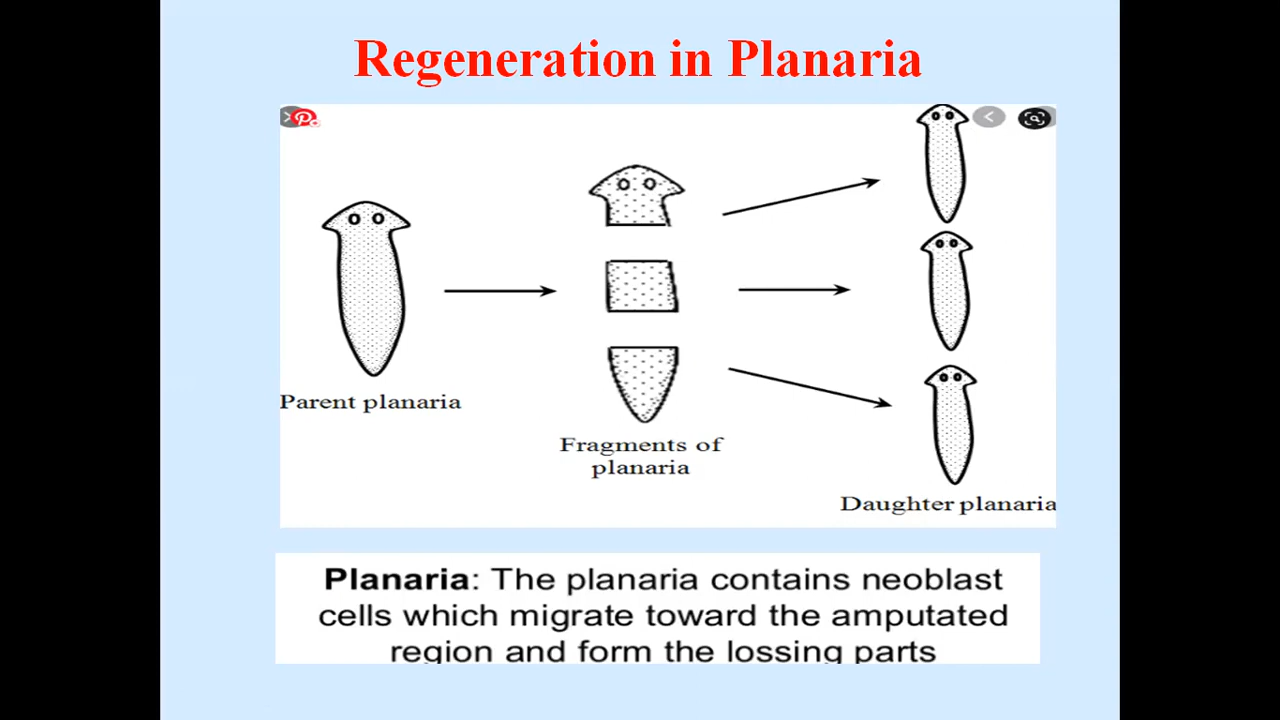 Regeneration in Planaria
Parent planaria
Fragments of
planaria
Daughter planaria
Planaria: The planaria contains neoblast
cells which migrate toward the amputated
region and form the lossing parts